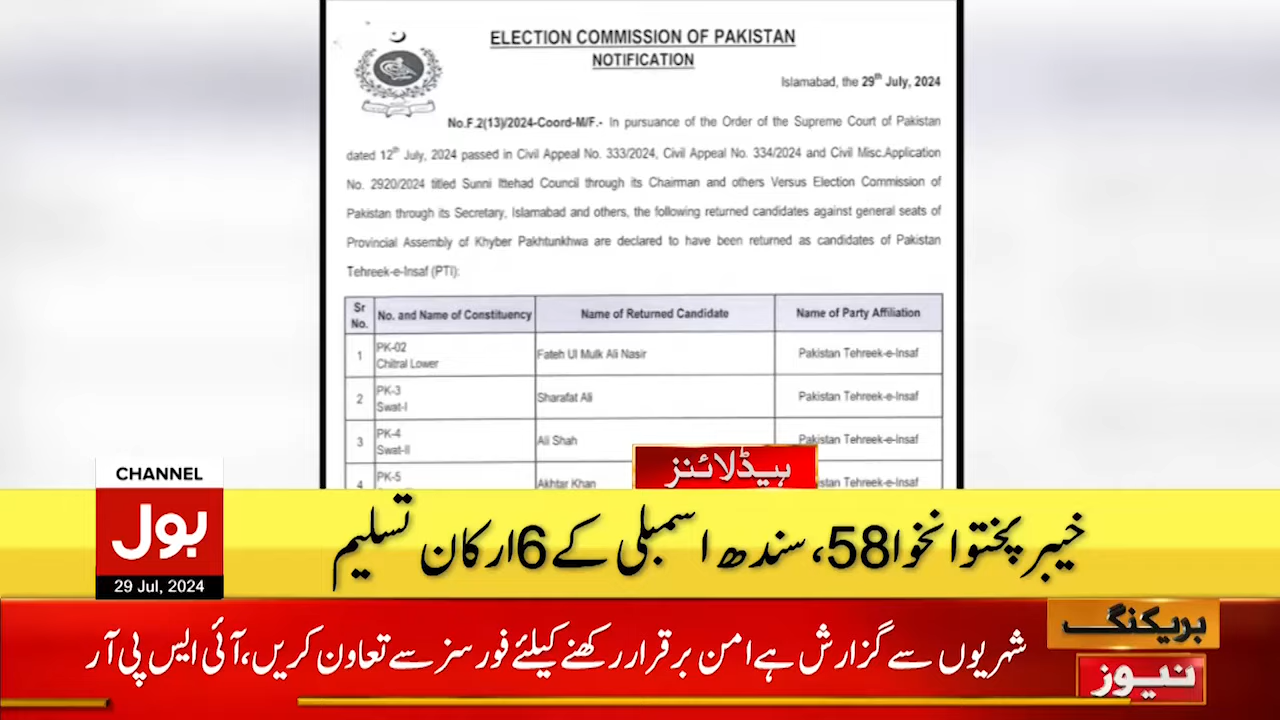 ELECTION COMMISSION OF PAKISTAN
NOTIFICATION
Islamabad, the 29th July, 2024
No.F.2(13)/2024-Coord-M/F.- In pursuance of the Order of the Supreme Court of Pakistan
dated 12th July, 2024 passed in Civil Appeal No. 333/2024, Civil Appeal No. 334/2024 and Civil Misc.Application
No. 2920/2024 titled Sunni Ittehad Council through its Chairman and others Versus Election Commission of
Pakistan through its Secretary, Islamabad and others, the following returned candidates against general seats of
Provincial Assembly of Khyber Pakhtunkhwa are declared to have been returned as candidates of Pakistan
Tehreek-e-Insaf (PTI):
Sr No. No. and Name of Constituency Name of Returned Candidate Name of Party Affiliation
1 PK-02 Chitral Lower Fateh Ul Mulk Ali Nasir Pakistan Tehreek-e-Insaf
2 PK-3 Swat-I Sharafat Ali Pakistan Tehreek-e-Insaf
3 PK-4 Swat-II Ali Shah Pakistan Tehreek-e-Insaf
4 PK-5 Akhtar Khan stan Tehreek-e-Insaf
ہیڈلائنز
CHANNEL
بول
29 Jul, 2024
خیبرپختوانخوا58، سندھ اسمبلی کے 6ارکان تسلیم
بریکنگ
نیوز
شہریوں سے گزارش ہے امن برقرار رکھنے کیلئے فورسز سے تعاون کریں، آئی ایس پی آر